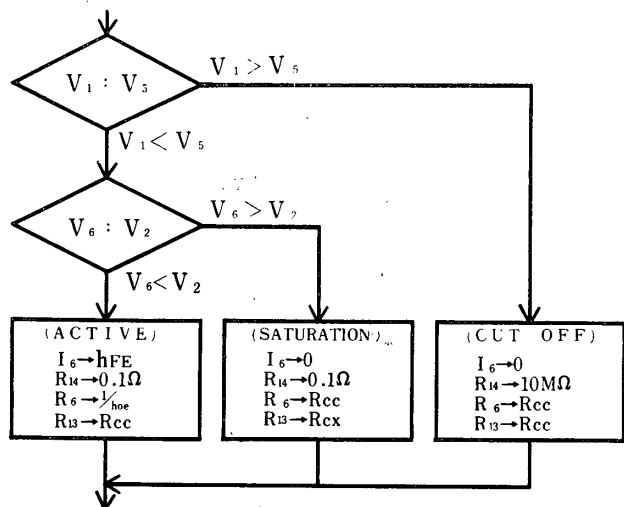 V₁ : V₅
V₁ > V₅
V₁ < V₅
V₆ : V₂
V₆ > V₂
V₆ < V₂
(ACTIVE)
I₆→hFE
R₁₄→0.1Ω
R₆→1/hoe
R₁₃→Rcc
(SATURATION)
I₆→0
R₁₄→0.1Ω
R₆→Rcc
R₁₃→Rcx
(CUT OFF)
I₆→0
R₁₄→10MΩ
R₆→Rcc
R₁₃→Rcc